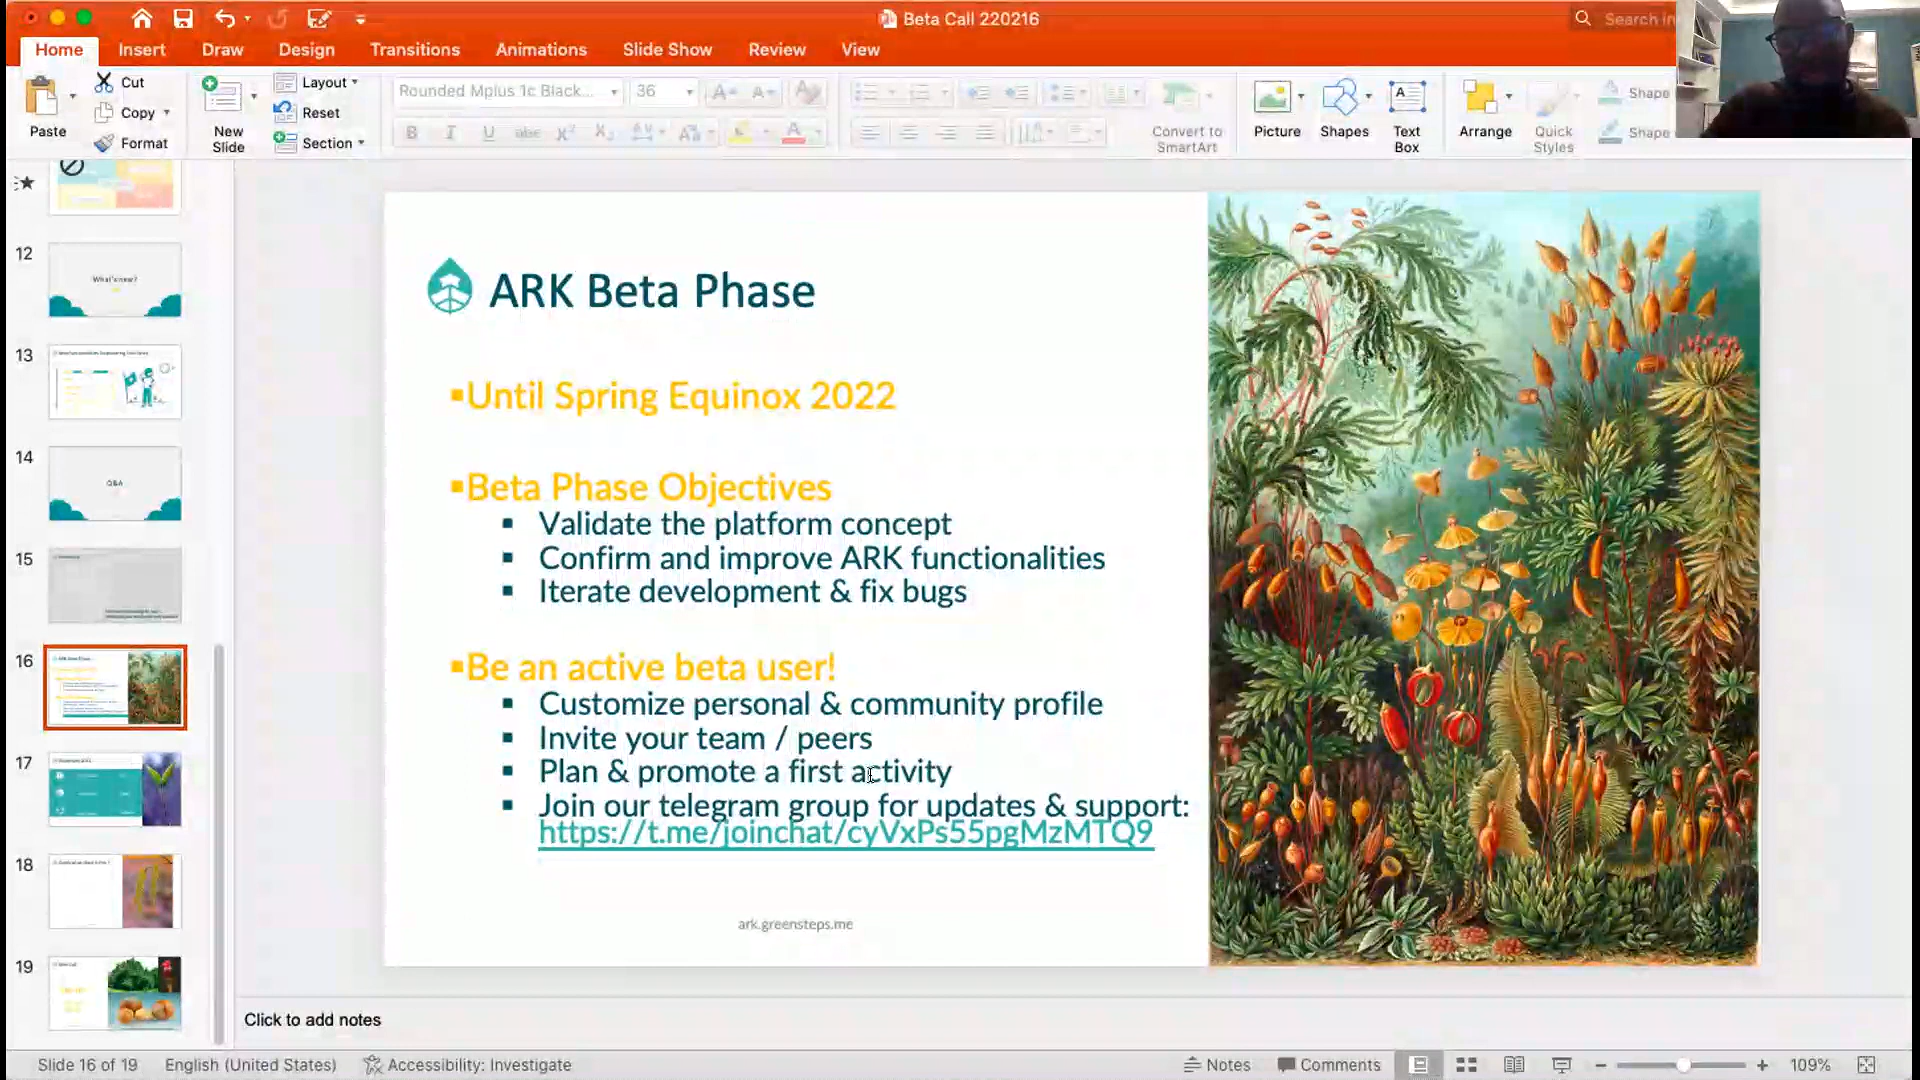 Beta Call 220216
Search in
Home Insert Draw Design Transitions Animations Slide Show Review View
Paste
Cut
Copy
Format
New Slide
Layout
Reset
Section
Rounded Mplus 1c Black... 36
Convert to SmartArt
Picture
Shapes
Text Box
Arrange
Quick Styles
Shape
Shape
12
What's new?
13
14
Q&A
15
16
17
18
19
ARK Beta Phase
▪Until Spring Equinox 2022
▪Beta Phase Objectives
▪ Validate the platform concept
▪ Confirm and improve ARK functionalities
▪ Iterate development & fix bugs
▪Be an active beta user!
▪ Customize personal & community profile
▪ Invite your team / peers
▪ Plan & promote a first activity
▪ Join our telegram group for updates & support:
https://t.me/joinchat/cyVxPs55pgMzMTQ9
ark.greensteps.me
Click to add notes
Slide 16 of 19 English (United States) Accessibility: Investigate Notes Comments 109%